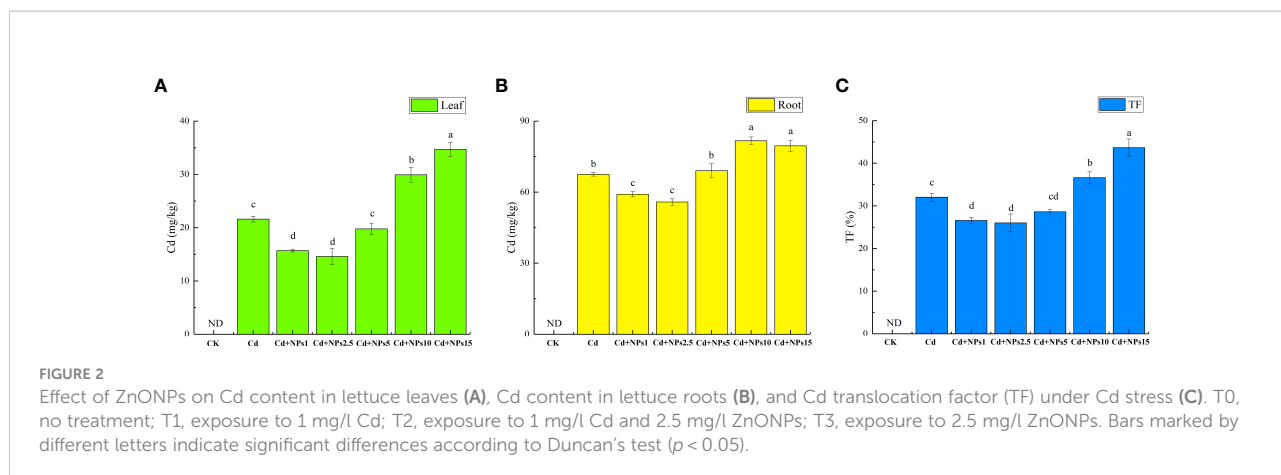 A
Leaf
Cd (mg/kg)
40
30
20
10
0
ND
c
d
d
c
b
a
CK Cd Cd+NPs1 Cd+NPs2.5 Cd+NPs5 Cd+NPs10 Cd+NPs15
B
Root
Cd (mg/kg)
90
60
30
0
ND
b
c
c
b
a
a
CK Cd Cd+NPs1 Cd+NPs2.5 Cd+NPs5 Cd+NPs10 Cd+NPs15
C
TF
TF (%)
50
40
30
20
10
0
ND
c
d
d
cd
b
a
CK Cd Cd+NPs1 Cd+NPs2.5 Cd+NPs5 Cd+NPs10 Cd+NPs15
FIGURE 2
Effect of ZnONPs on Cd content in lettuce leaves (A), Cd content in lettuce roots (B), and Cd translocation factor (TF) under Cd stress (C). T0,
no treatment; T1, exposure to 1 mg/l Cd; T2, exposure to 1 mg/l Cd and 2.5 mg/l ZnONPs; T3, exposure to 2.5 mg/l ZnONPs. Bars marked by
different letters indicate significant differences according to Duncan's test (p < 0.05).